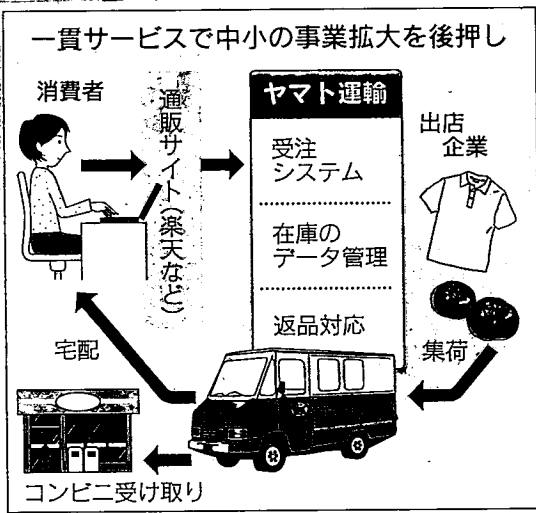 一貫サービスで中小の事業拡大を後押し
消費者
通販サイト(楽天など)
ヤマト運輸
受注
システム
在庫の
データ管理
返品対応
出店
企業
集荷
宅配
コンビニ受け取り